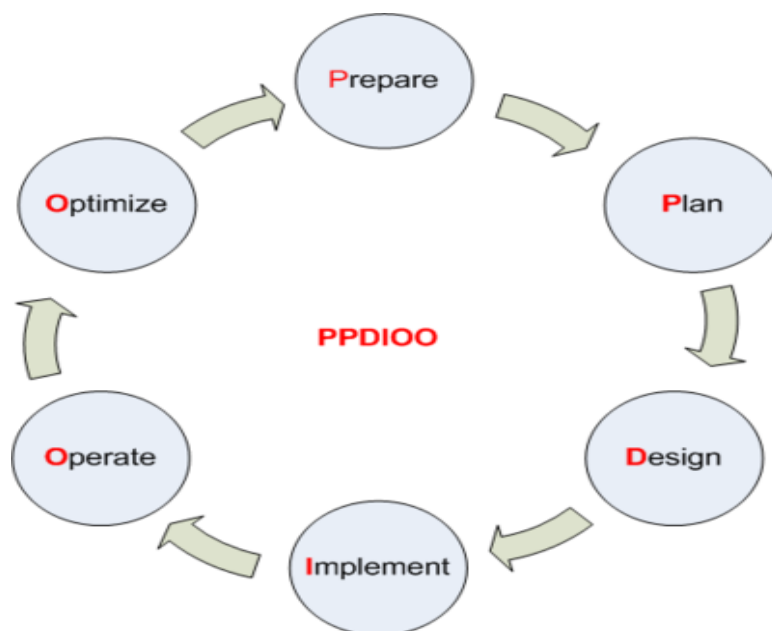 Prepare
Optimize
Plan
PPDIOO
Operate
Design
Implement